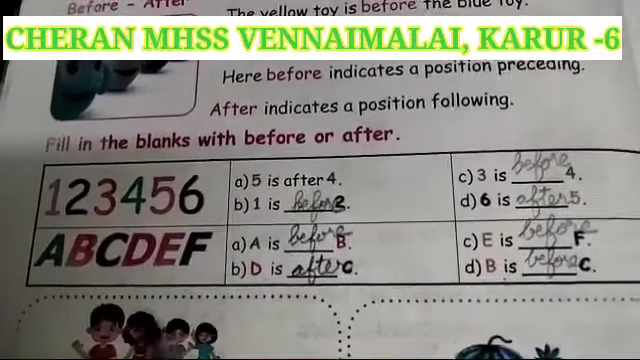 Before - After
The yellow toy is before the blue toy.
CHERAN MHSS VENNAIMALAI, KARUR -6
Here before indicates a position preceding.
After indicates a position following.
Fill in the blanks with before or after.
123456
a) 5 is after 4.
b) 1 is before 2.
c) 3 is before 4.
d) 6 is after 5.
ABCDEF
a) A is before B.
b) D is after C.
c) E is before F.
d) B is before C.